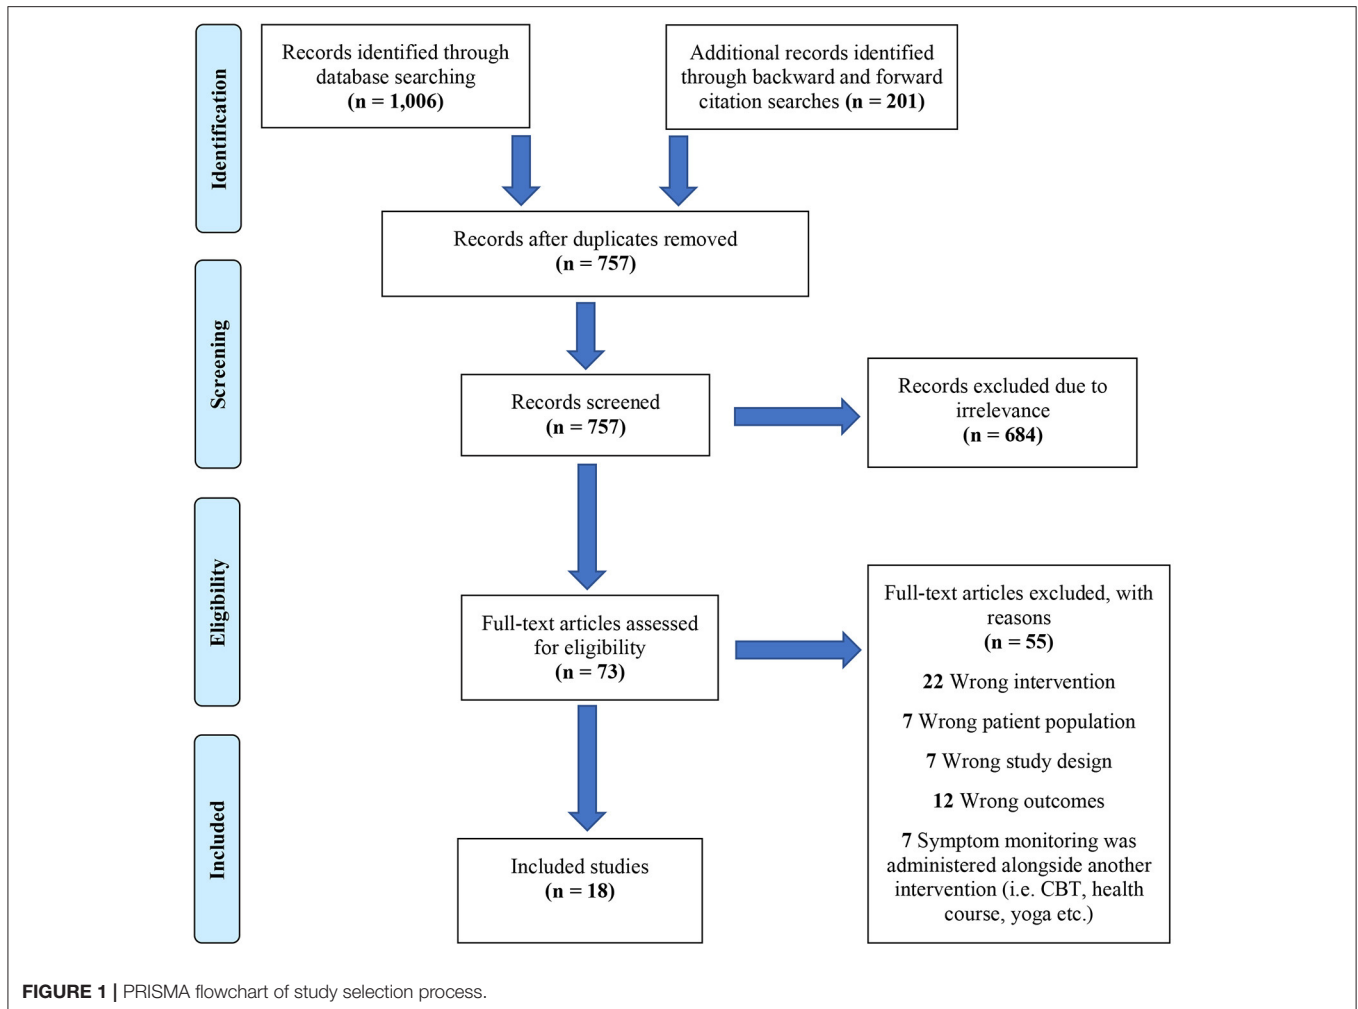 Identification
Records identified through
database searching
(n = 1,006)
Additional records identified
through backward and forward
citation searches (n = 201)
Records after duplicates removed
(n = 757)
Screening
Records screened
(n = 757)
Records excluded due to
irrelevance
(n = 684)
Eligibility
Full-text articles assessed
for eligibility
(n = 73)
Full-text articles excluded, with
reasons
(n = 55)
22 Wrong intervention
7 Wrong patient population
7 Wrong study design
12 Wrong outcomes
7 Symptom monitoring was
administered alongside another
intervention (i.e. CBT, health
course, yoga etc.)
Included
Included studies
(n = 18)
FIGURE 1 | PRISMA flowchart of study selection process.